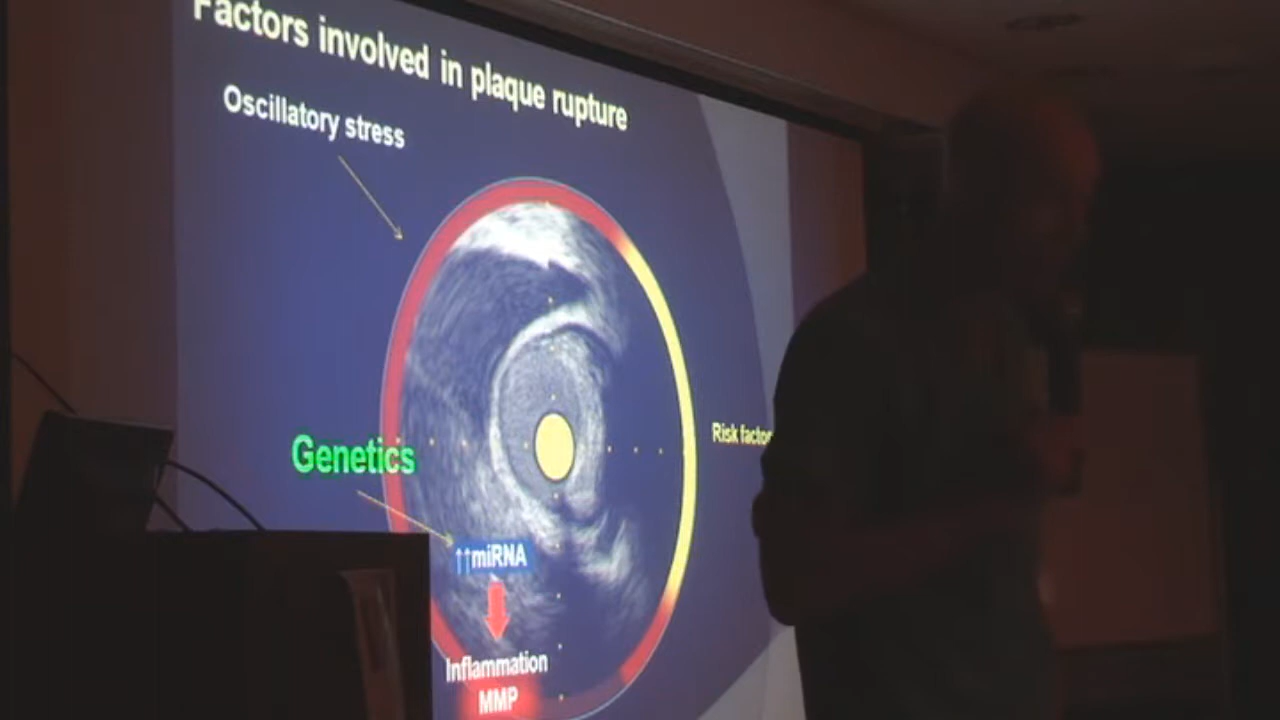 Factors involved in plaque rupture
Oscillatory stress
Risk factor
Genetics
↑↑miRNA
Inflammation
MMP